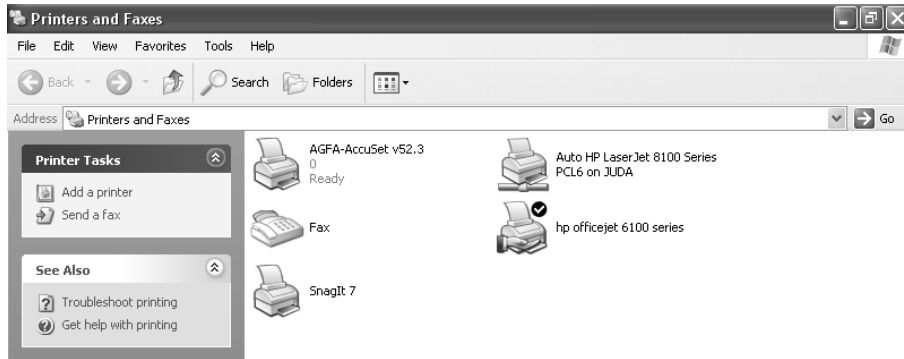 Printers and Faxes
File Edit View Favorites Tools Help
Back Search Folders
Address Printers and Faxes Go
Printer Tasks
Add a printer
Send a fax
See Also
Troubleshoot printing
Get help with printing
AGFA-AccuSet v52.3
0
Ready
Auto HP LaserJet 8100 Series
PCL6 on JUDA
Fax
hp officejet 6100 series
SnagIt 7